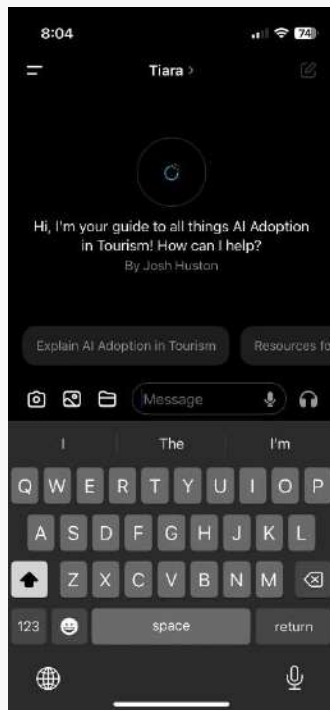 8:04
74
Tiara >
Hi, I'm your guide to all things AI Adoption
in Tourism! How can I help?
By Josh Huston
Explain AI Adoption in Tourism
Resources fo
Message
I The I'm
Q W E R T Y U I O P
A S D F G H J K L
Z X C V B N M
123 space return